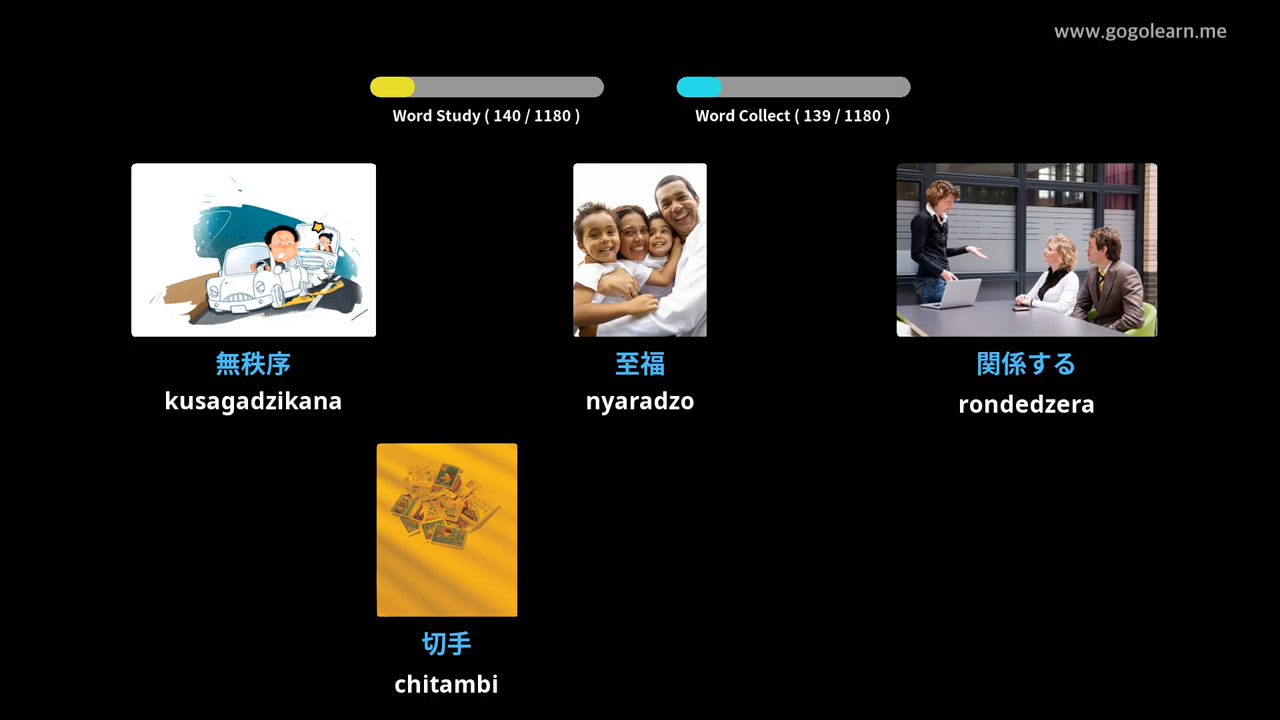 www.gogolearn.me
Word Study ( 140 / 1180 )
Word Collect ( 139 / 1180 )
無秩序
kusagadzikana
至福
nyaradzo
関係する
rondedzera
切手
chitambi